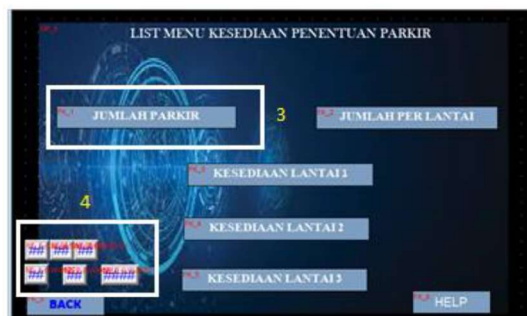 LIST MENU KESEDIAAN PENENTUAN PARKIR
JUMLAH PARKIR
3
JUMLAH PER LANTAI
KESEDIAAN LANTAI 1
4
KESEDIAAN LANTAI 2
## ## ##
## ## ####
KESEDIAAN LANTAI 3
BACK
HELP